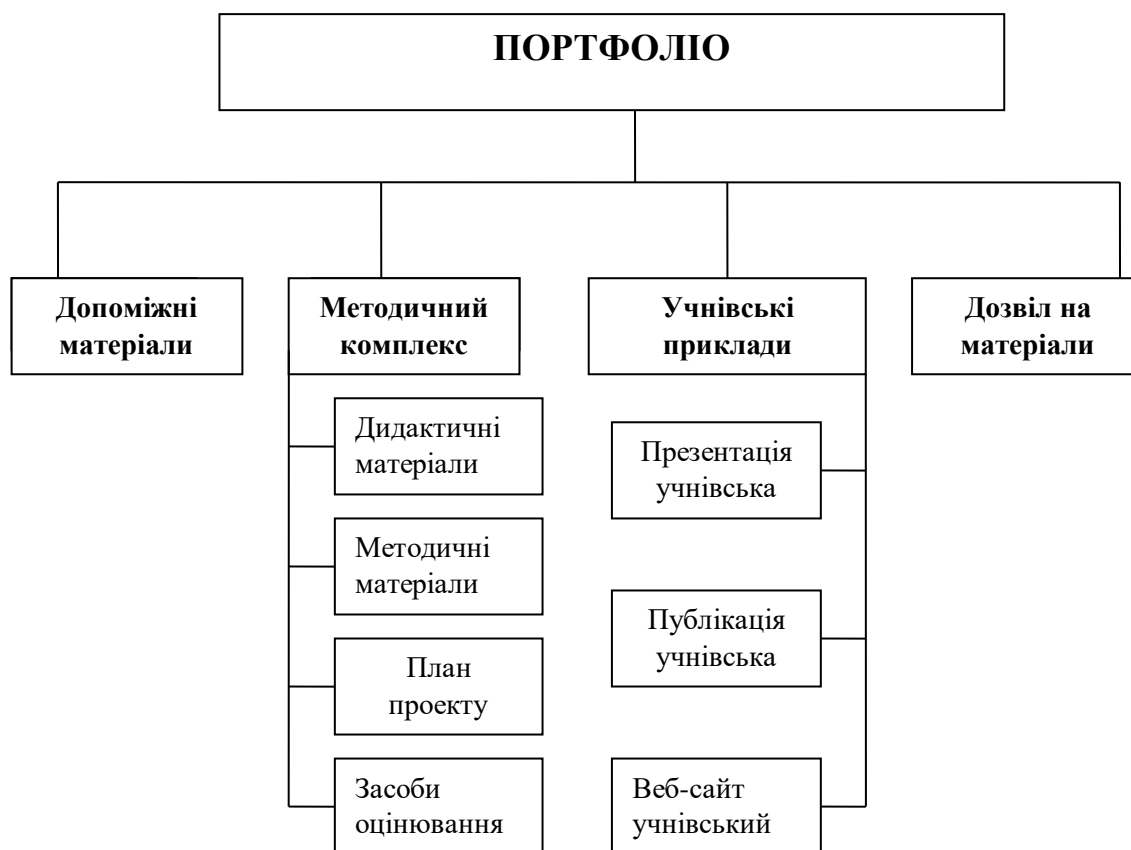 ПОРТФОЛІО
Допоміжні
матеріали
Методичний
комплекс
Учнівські
приклади
Дозвіл на
матеріали
Дидактичні
матеріали
Методичні
матеріали
План
проекту
Засоби
оцінювання
Презентація
учнівська
Публікація
учнівська
Веб-сайт
учнівський